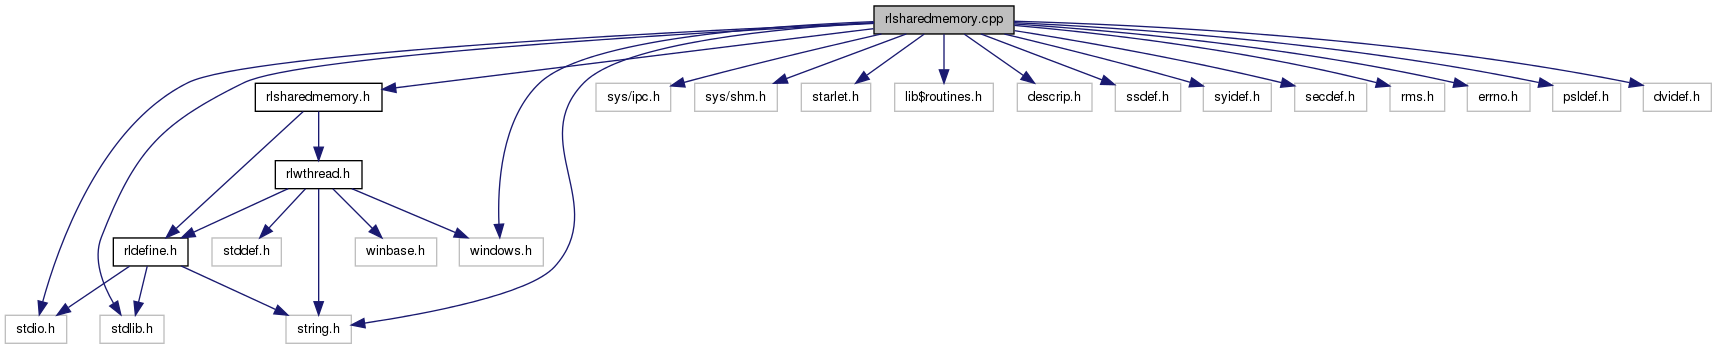 rlsharedmemory.cpp
rlsharedmemory.h
sys/ipc.h
sys/shm.h
starlet.h
lib$routines.h
descrip.h
ssdef.h
syidef.h
secdef.h
rms.h
errno.h
psldef.h
dvidef.h
rlwthread.h
rldefine.h
stddef.h
winbase.h
windows.h
stdio.h
stdlib.h
string.h